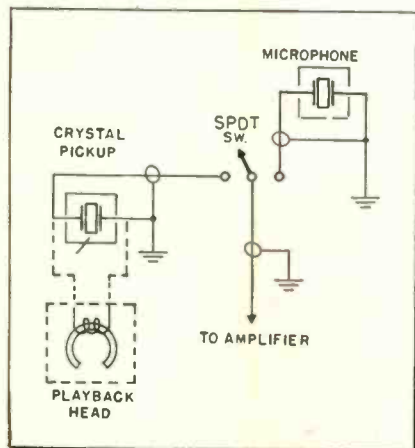 MICROPHONE
CRYSTAL
PICKUP
SPDT
SW.
TO AMPLIFIER
PLAYBACK
HEAD